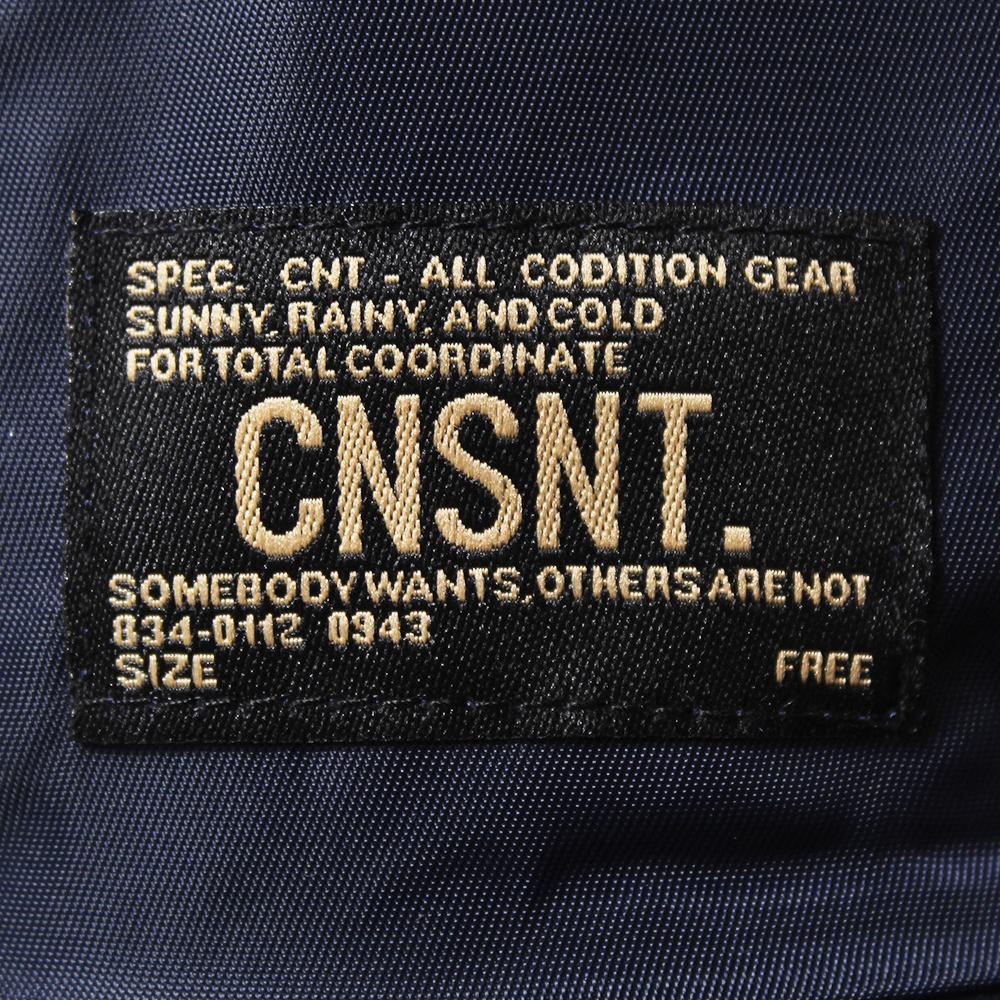 SPEC. CNT - ALL CODITION GEAR
SUNNY, RAINY, AND COLD
FOR TOTAL COORDINATE
CNSNT.
SOMEBODY WANTS. OTHERS ARE NOT
834-0112 0943
SIZE FREE